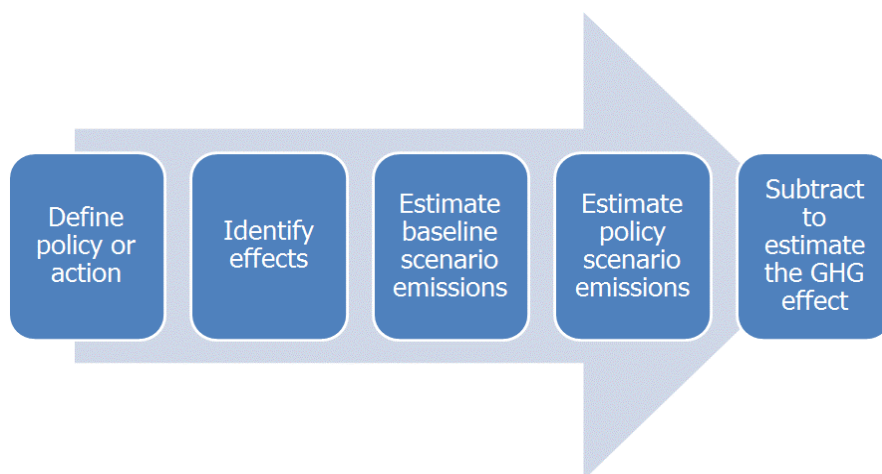 Define
policy or
action
Identify
effects
Estimate
baseline
scenario
emissions
Estimate
policy
scenario
emissions
Subtract
to
estimate
the GHG
effect